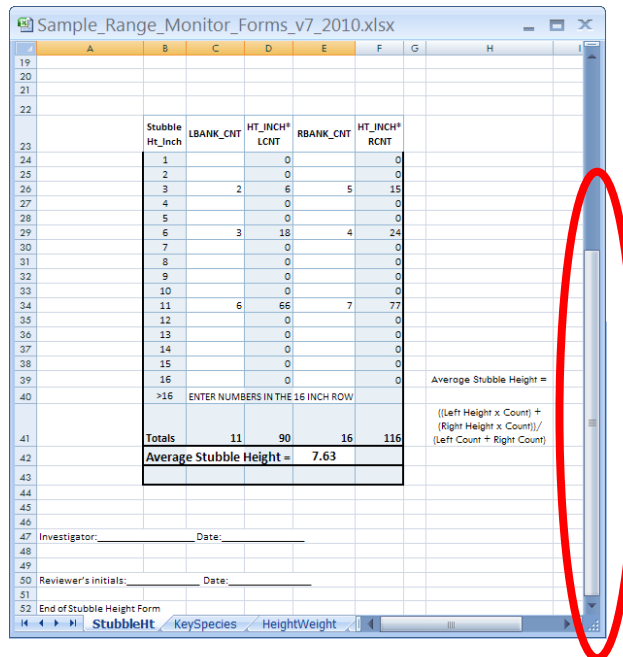 Sample_Range_Monitor_Forms_v7_2010.xlsx
A B C D E F G H I
19
20
21
22
23 Stubble Ht_Inch LBANK_CNT HT_INCH* LCNT RBANK_CNT HT_INCH* RCNT
24 1 0 0
25 2 0 0
26 3 2 6 5 15
27 4 0 0
28 5 0 0
29 6 3 18 4 24
30 7 0 0
31 8 0 0
32 9 0 0
33 10 0 0
34 11 6 66 7 77
35 12 0 0
36 13 0 0
37 14 0 0
38 15 0 0
39 16 0 0 Average Stubble Height =
40 >16 ENTER NUMBERS IN THE 16 INCH ROW
((Left Height x Count) +
(Right Height x Count))/
41 Totals 11 90 16 116 (Left Count + Right Count)
42 Average Stubble Height = 7.63
43
44
45
46
47 Investigator:__________________ Date:_______________
48
49
50 Reviewer's initials:_____________ Date:_______________
51
52 End of Stubble Height Form
StubbleHt KeySpecies HeightWeight